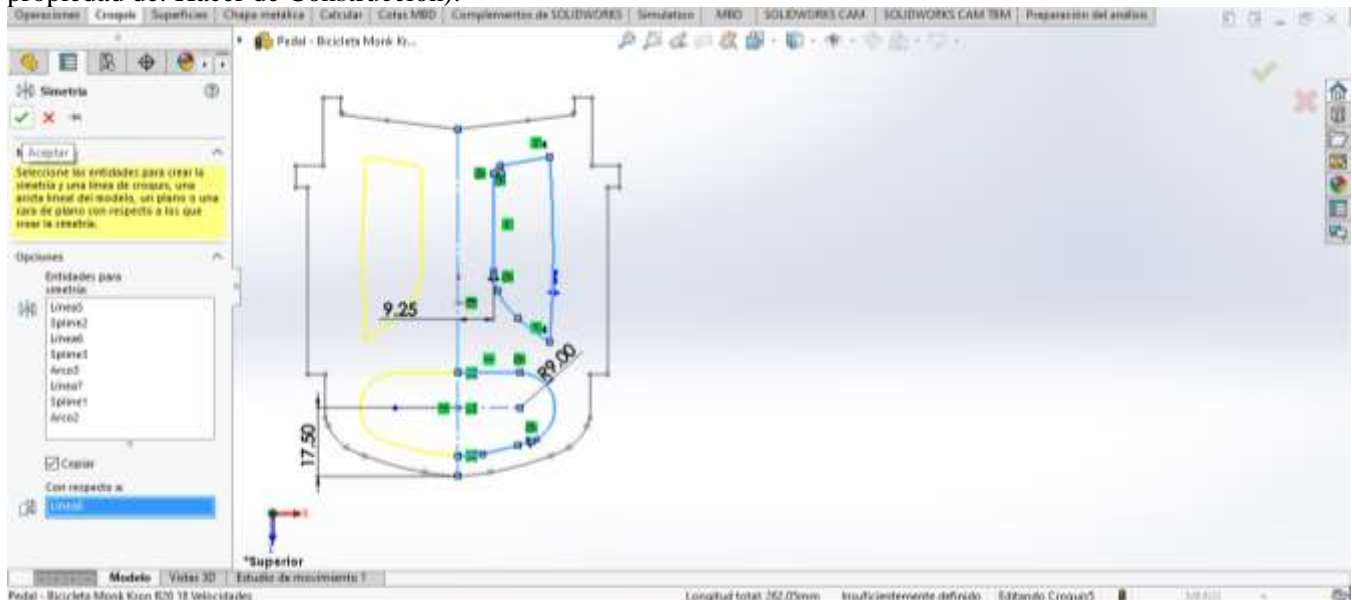 propiedad de: Hacer de Construcción).
Operaciones Croquis Superficies Chapa metálica Calcular Cotas MBD Complementos de SOLIDWORKS Simulation MBD SOLIDWORKS CAM SOLIDWORKS CAM TBM Preparación del análisis
Pedal - Bicicleta Monk Kr...
Simetría
Aceptar
Seleccione las entidades para crear la
simetría y una línea de croquis, una
arista lineal del modelo, un plano o una
cara de plano con respecto a los que
crear la simetría.
Opciones
Entidades para
simetría
Línea5
Spline2
Línea6
Spline3
Arco3
Línea7
Spline1
Arco2
Copiar
Con respecto a:
9.25
R9.00
17.50
*Superior
Modelo Vistas 3D Estudio de movimiento 1
Pedal - Bicicleta Monk Kron R20 18 Velocidades
Longitud total: 262.05mm Insuficientemente definido Editando Croquis5